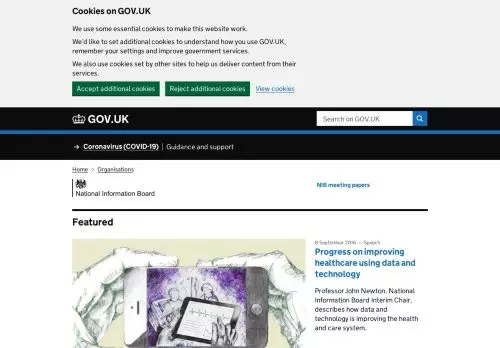 Cookies on GOV.UK
We use some essential cookies to make this website work.
We'd like to set additional cookies to understand how you use GOV.UK,
remember your settings and improve government services.
We also use cookies set by other sites to help us deliver content from their
services.
Accept additional cookies Reject additional cookies View cookies
GOV.UK Search on GOV.UK
→ Coronavirus (COVID-19) Guidance and support
Home > Organisations
National Information Board
NIB meeting papers
Featured
8 September 2016 — Speech
Progress on improving
healthcare using data and
technology
Professor John Newton, National
Information Board interim Chair,
describes how data and
technology is improving the health
and care system.